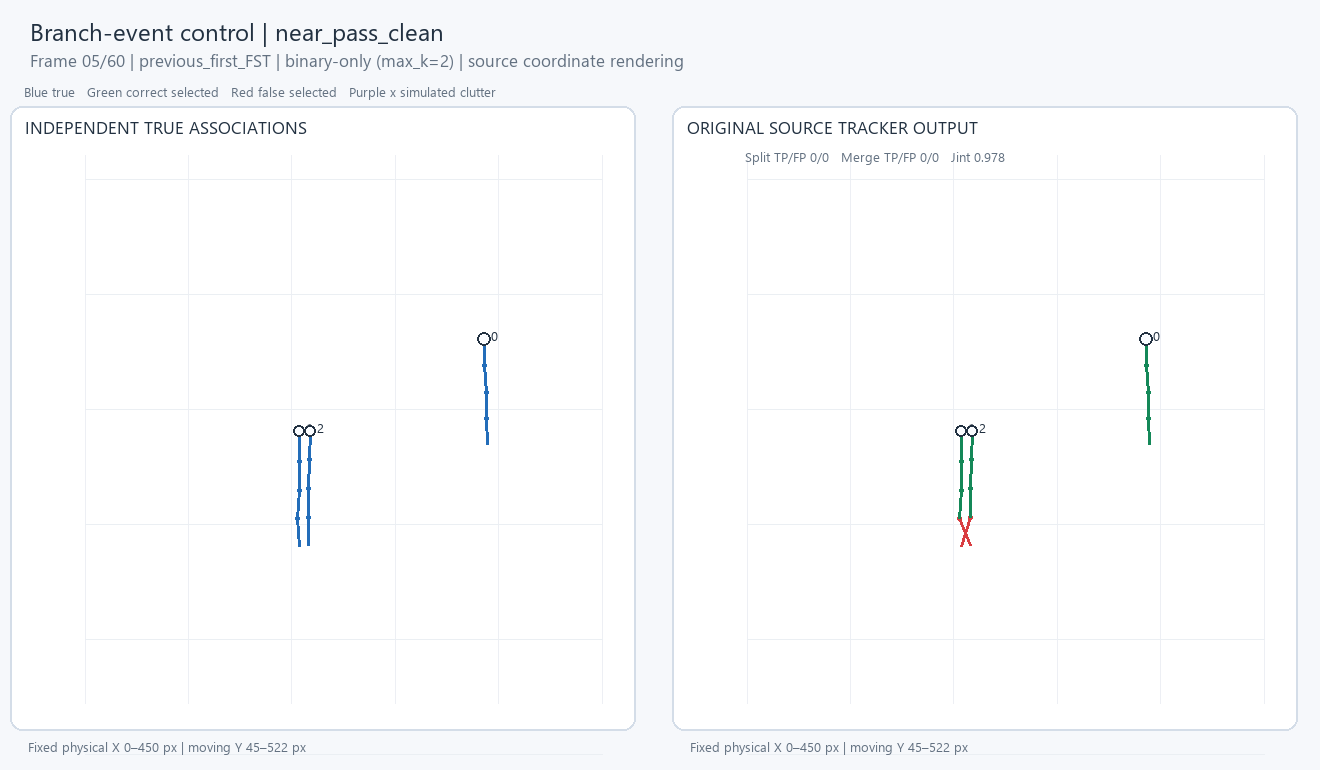 Branch-event control | near_pass_clean
Frame 05/60 | previous_first_FST | binary-only (max_k=2) | source coordinate rendering
Blue true Green correct selected Red false selected Purple x simulated clutter
INDEPENDENT TRUE ASSOCIATIONS
0
2
Fixed physical X 0–450 px | moving Y 45–522 px
ORIGINAL SOURCE TRACKER OUTPUT
Split TP/FP 0/0 Merge TP/FP 0/0 Jint 0.978
0
2
Fixed physical X 0–450 px | moving Y 45–522 px